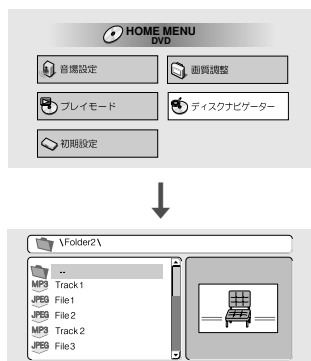 HOME MENU
DVD
音場設定
画質調整
プレイモード
ディスクナビゲーター
初期設定
\Folder2\
..
MP3 Track1
JPEG File1
JPEG File2
MP3 Track2
JPEG File3